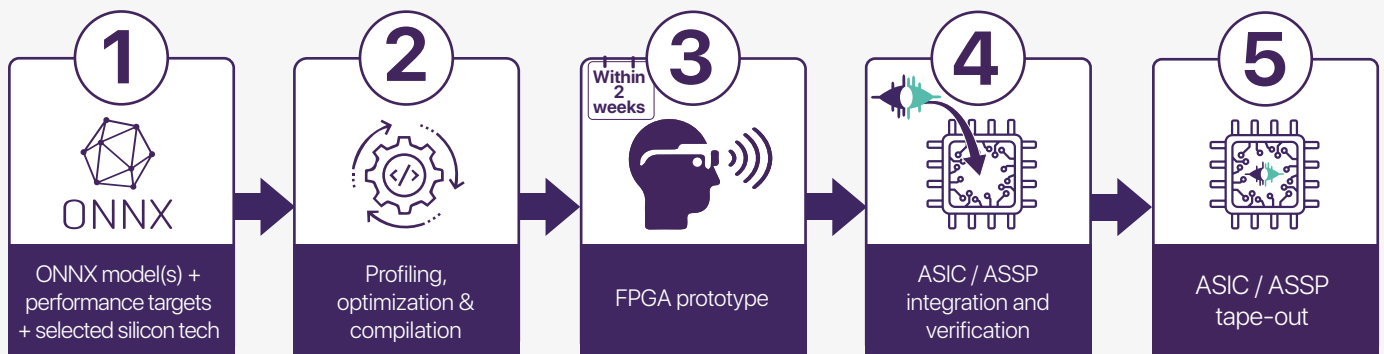 1
ONNX
ONNX model(s) +
performance targets
+ selected silicon tech
2
</>
Profiling,
optimization &
compilation
3
Within
2
weeks
FPGA prototype
4
ASIC / ASSP
integration and
verification
5
ASIC / ASSP
tape-out